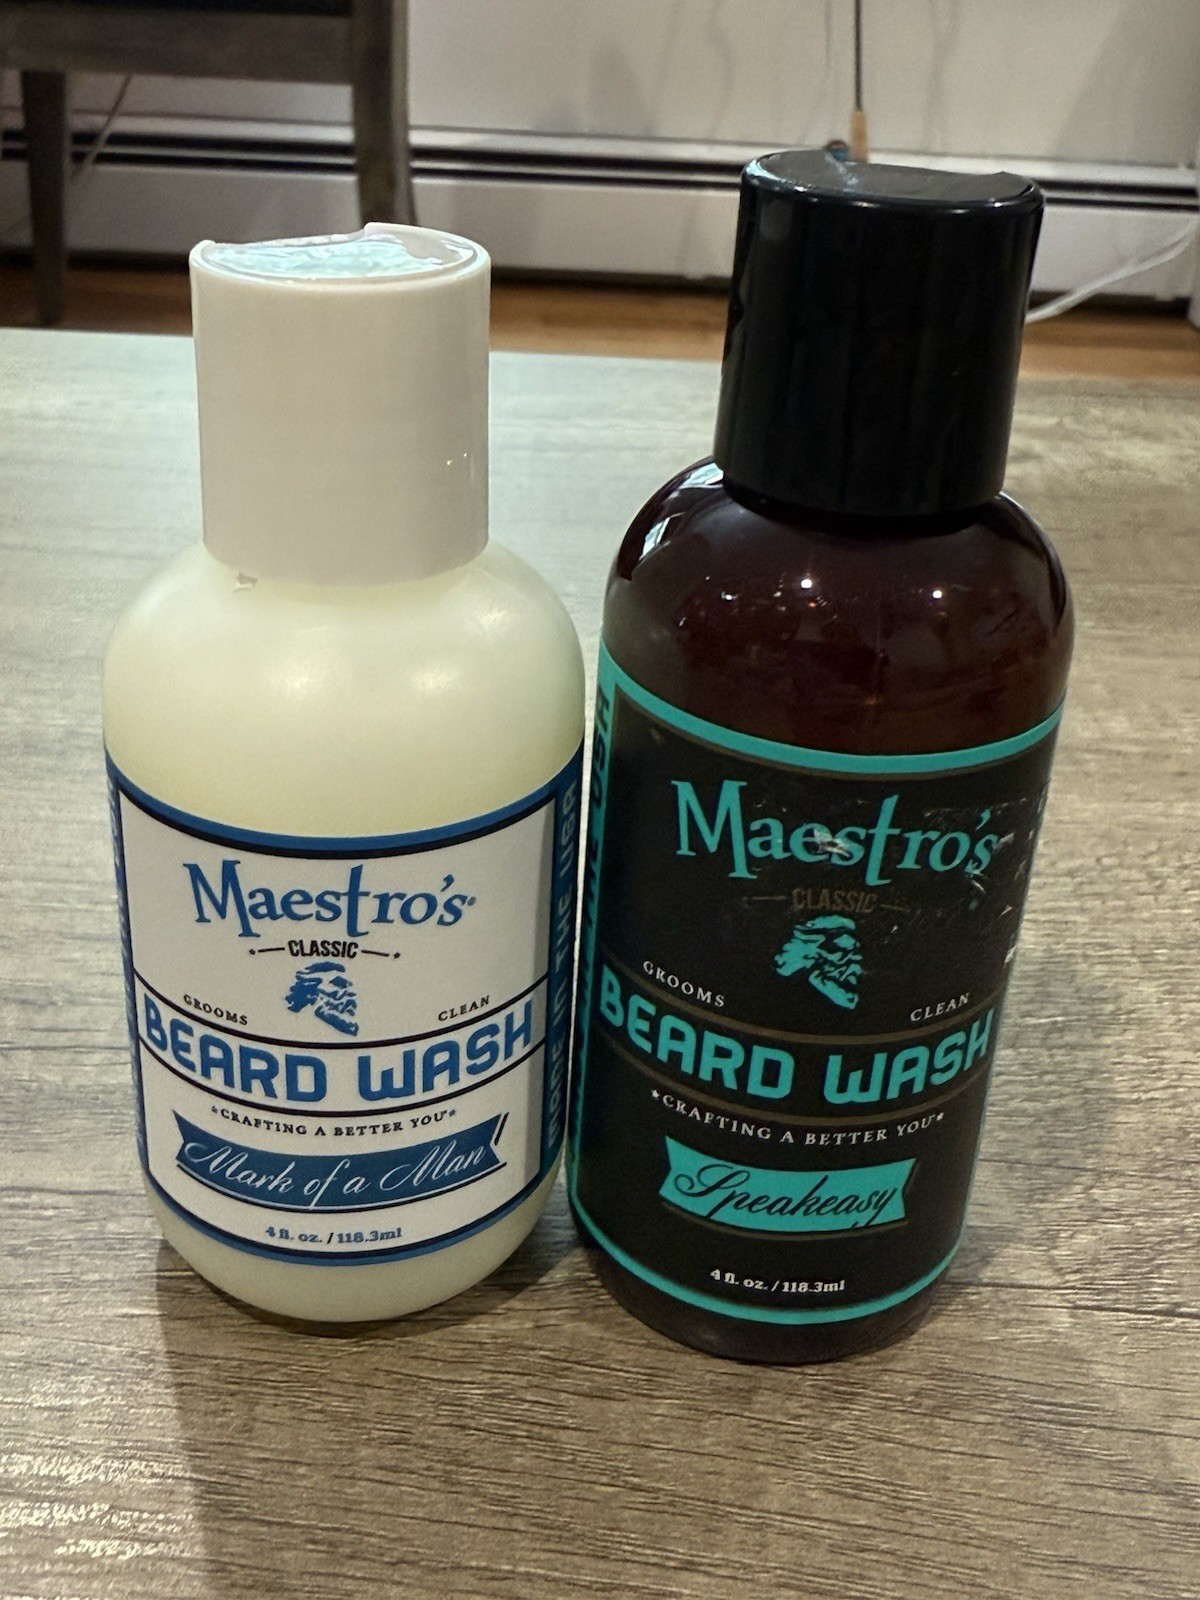 Maestro's
CLASSIC
GROOMS
CLEAN
BEARD WASH
*CRAFTING A BETTER YOU*
Mark of a Man
4 fl. oz. / 118.3ml
MADE IN THE USA
Maestro's
CLASSIC
GROOMS
CLEAN
BEARD WASH
*CRAFTING A BETTER YOU*
Speakeasy
4 fl. oz. / 118.3ml
USA